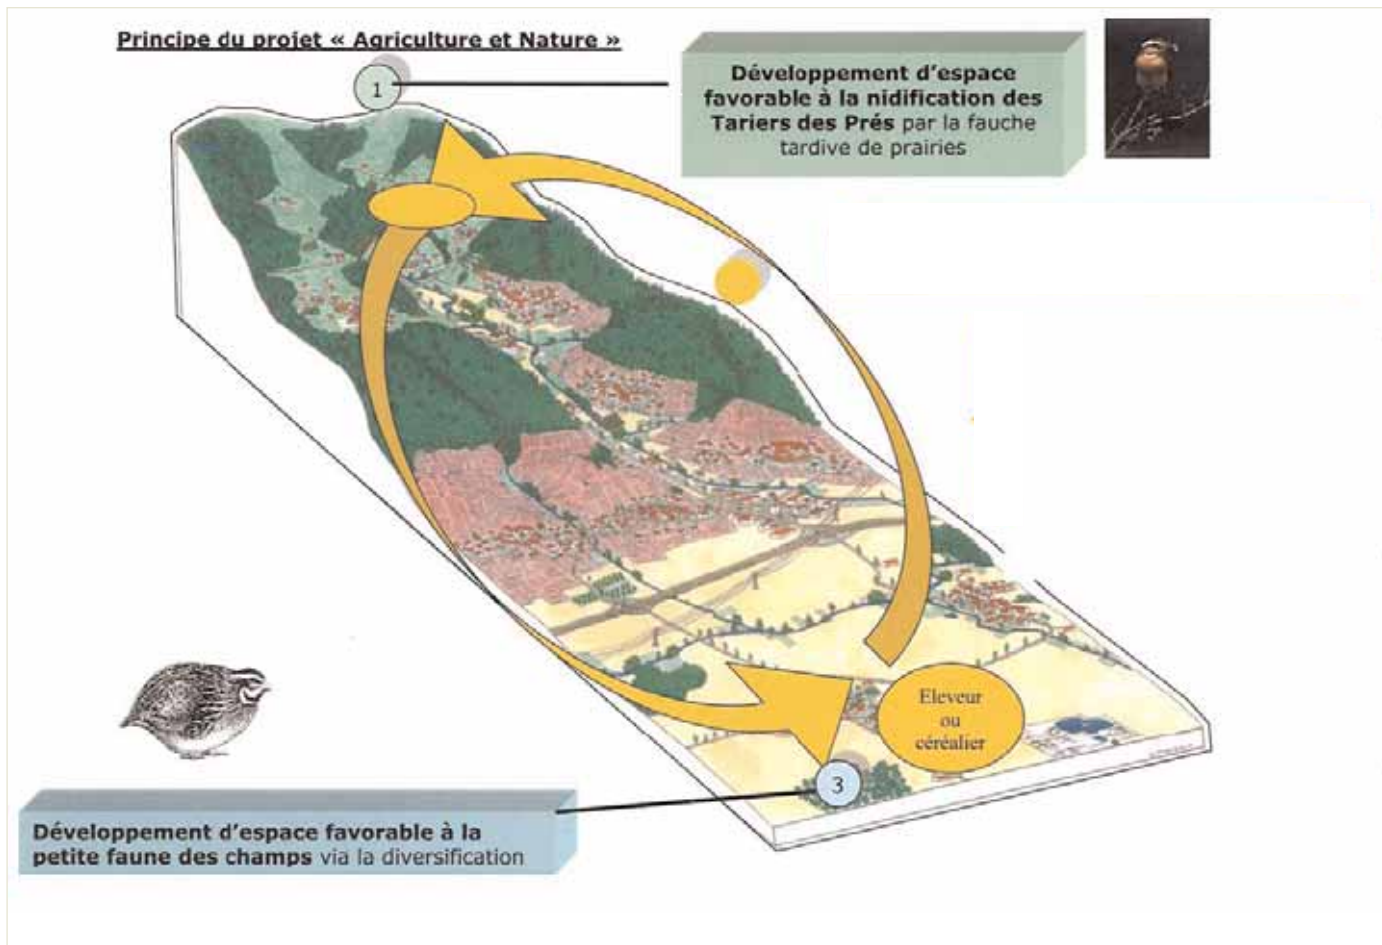 Principe du projet « Agriculture et Nature »
1
Développement d'espace
favorable à la nidification des
Tariers des Prés par la fauche
tardive de prairies
Eleveur
ou
céréalier
3
Développement d'espace favorable à la
petite faune des champs via la diversification